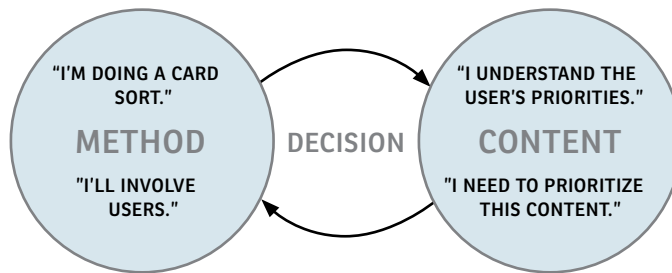 “I'M DOING A CARD
SORT.”
METHOD
"I'LL INVOLVE
USERS."
DECISION
“I UNDERSTAND THE
USER'S PRIORITIES.”
CONTENT
"I NEED TO PRIORITIZE
THIS CONTENT."